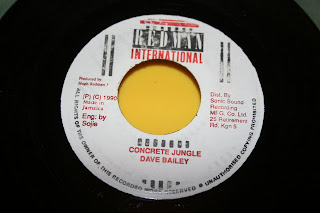 REDMAN
INTERNATIONAL
Produced by
Hugh Redman ?
(P) (C) 1990
Made in
Jamaica
Eng: by
Sojie
Dist. By
Sonic Sound
Recording
MFG. Co. Ltd.
25 Retirement
Rd. Kgn 5
CONCRETE JUNGLE
DAVE BAILEY
ALL RIGHTS OF THE OWNER OF THIS RECORDING ARE RESERVED UNAUTHORISED COPYING PROHIBITED